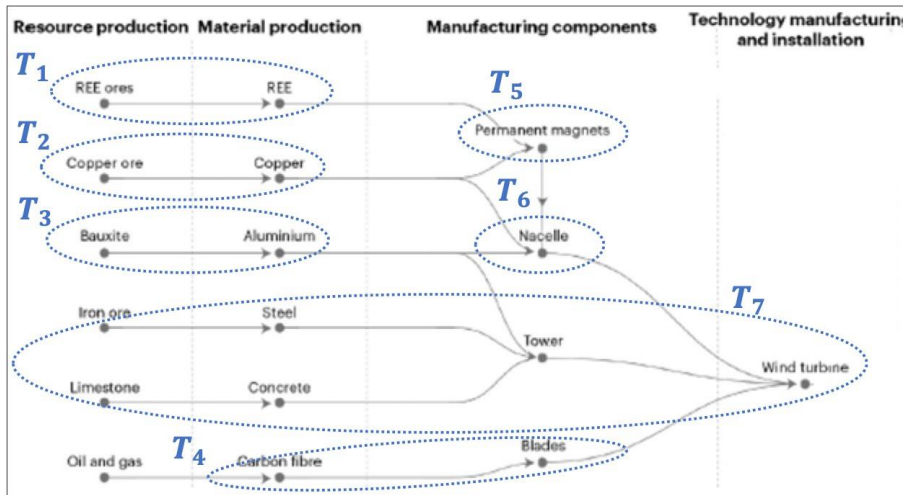 Resource production Material production Manufacturing components Technology manufacturing
and installation
T1
REE ores REE
T5
Permanent magnets
T2
Copper ore Copper
T6
T3
Bauxite Aluminium Nacelle
T7
Iron ore Steel
Tower
Wind turbine
Limestone Concrete
T4
Blades
Oil and gas Carbon fibre